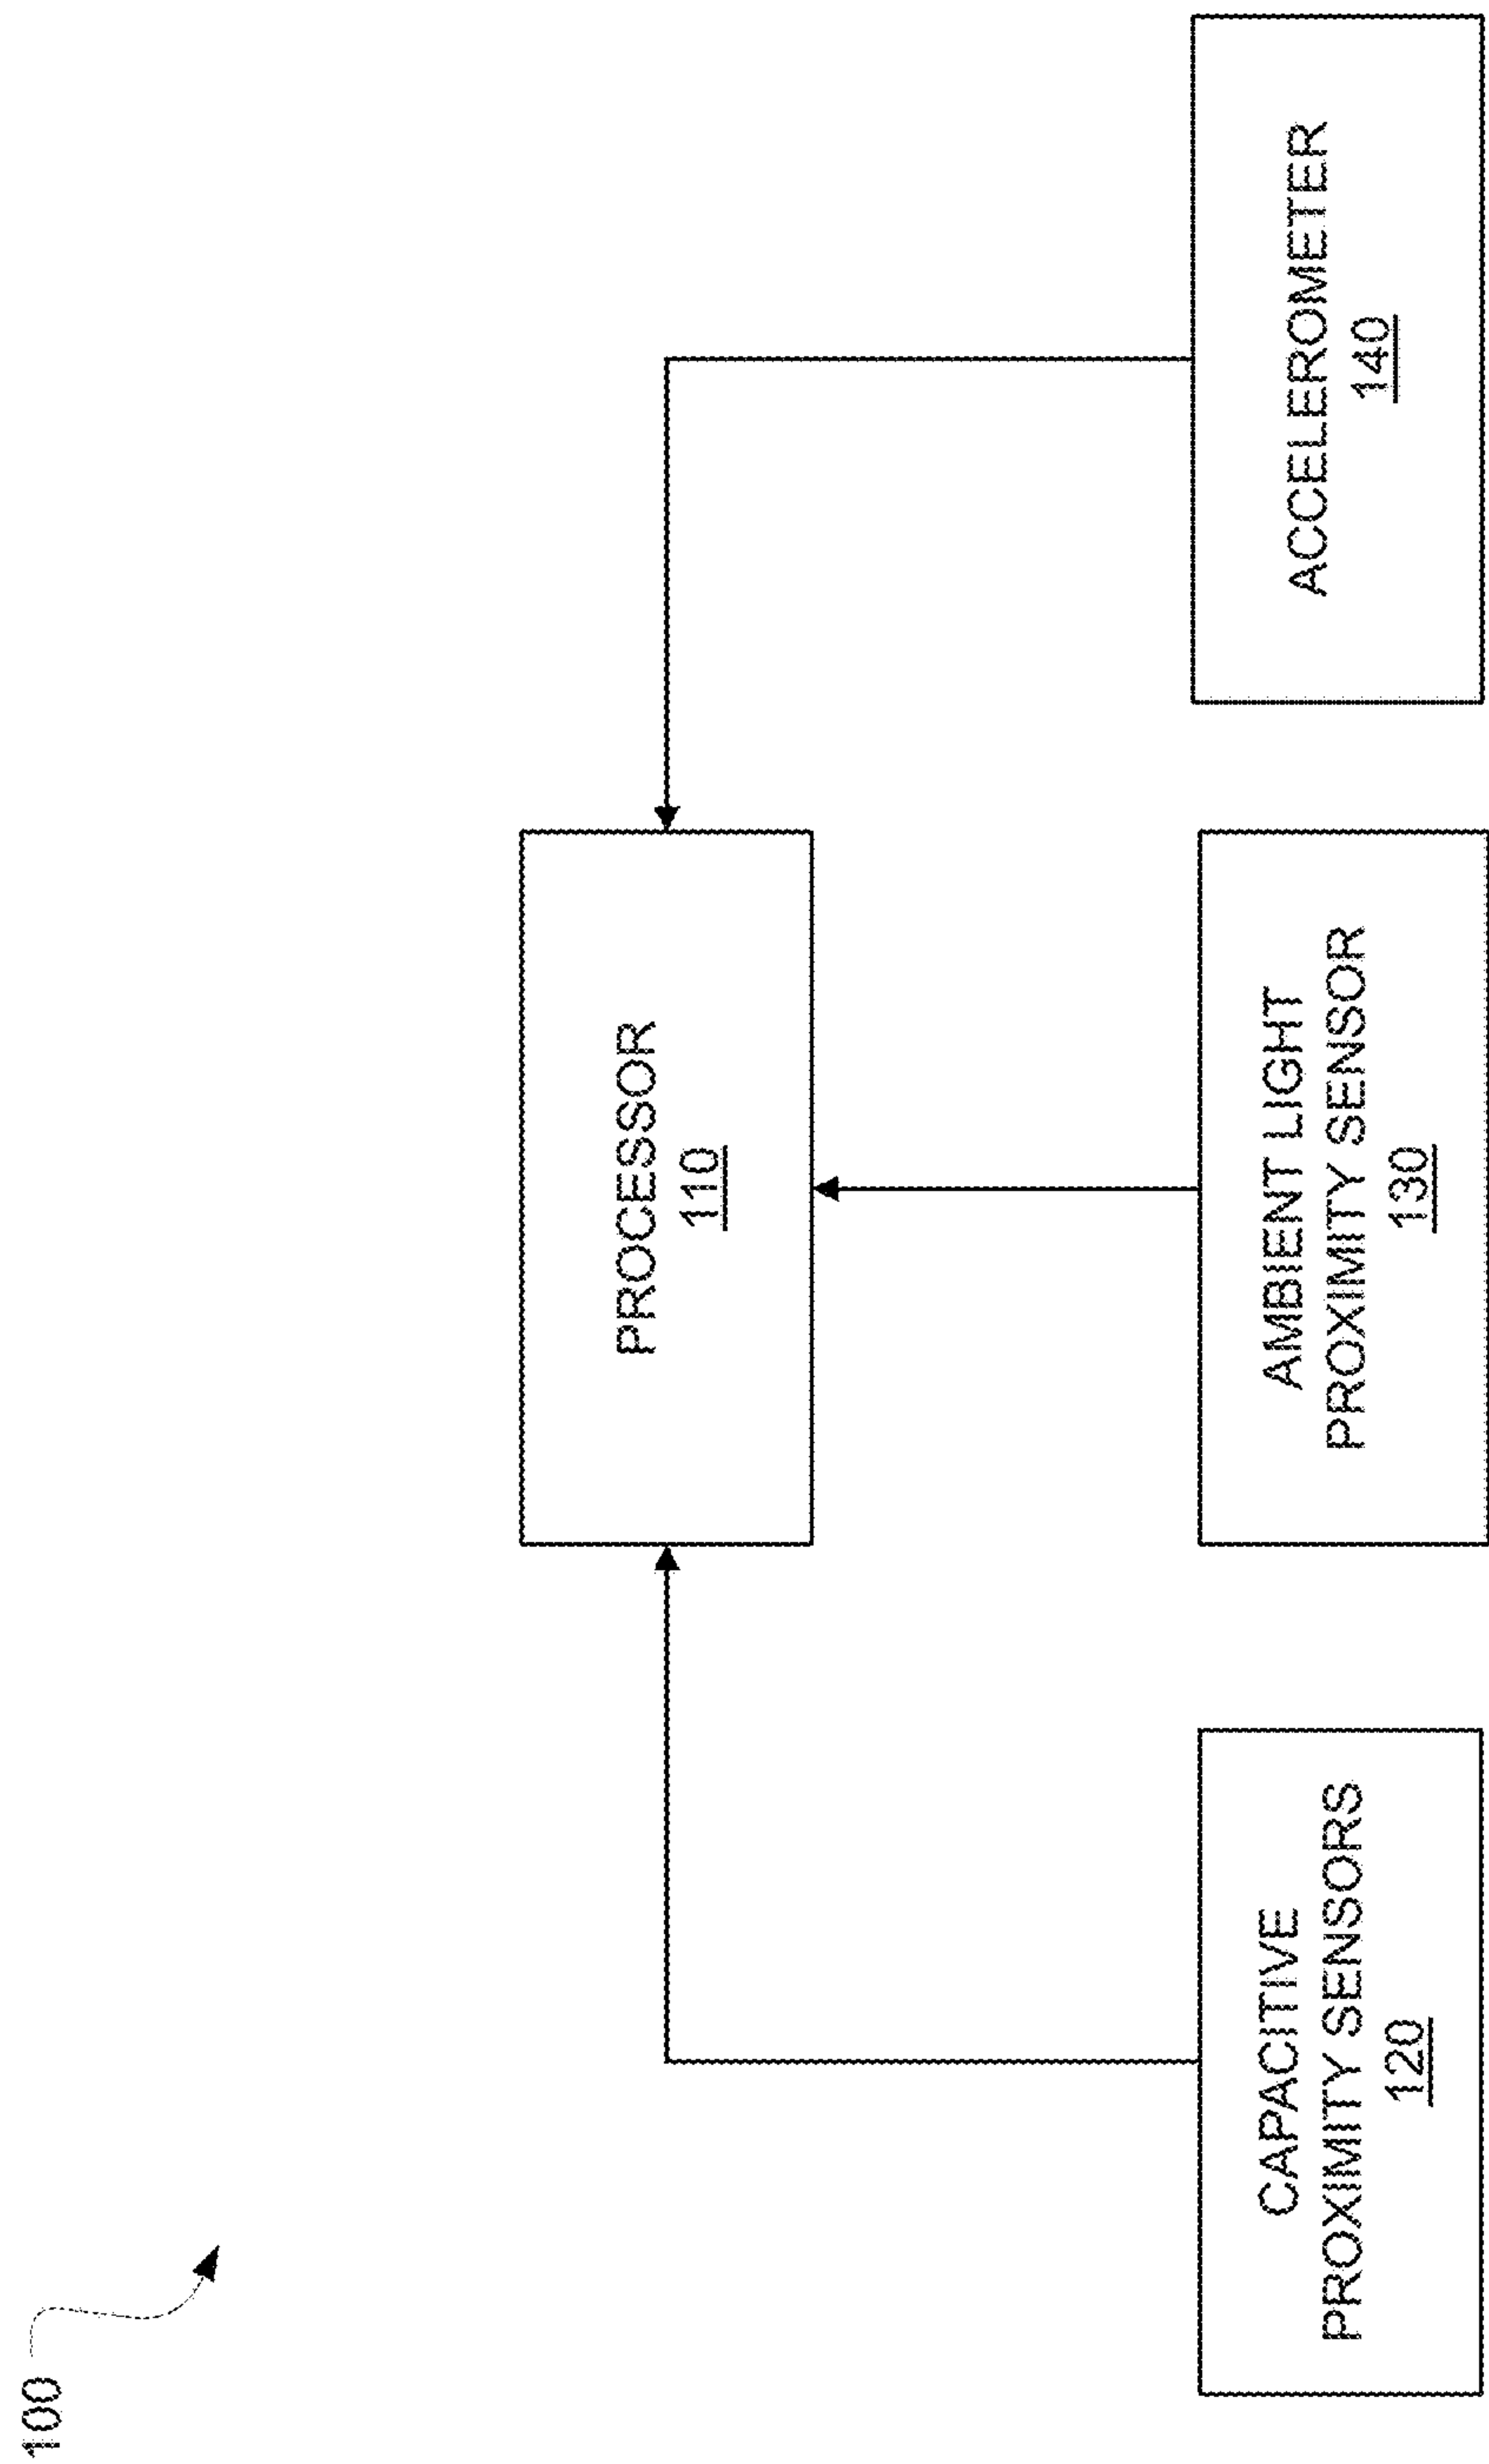 100
PROCESSOR
110
CAPACITIVE
PROXIMITY SENSORS
120
AMBIENT LIGHT
PROXIMITY SENSOR
130
ACCELEROMETER
140